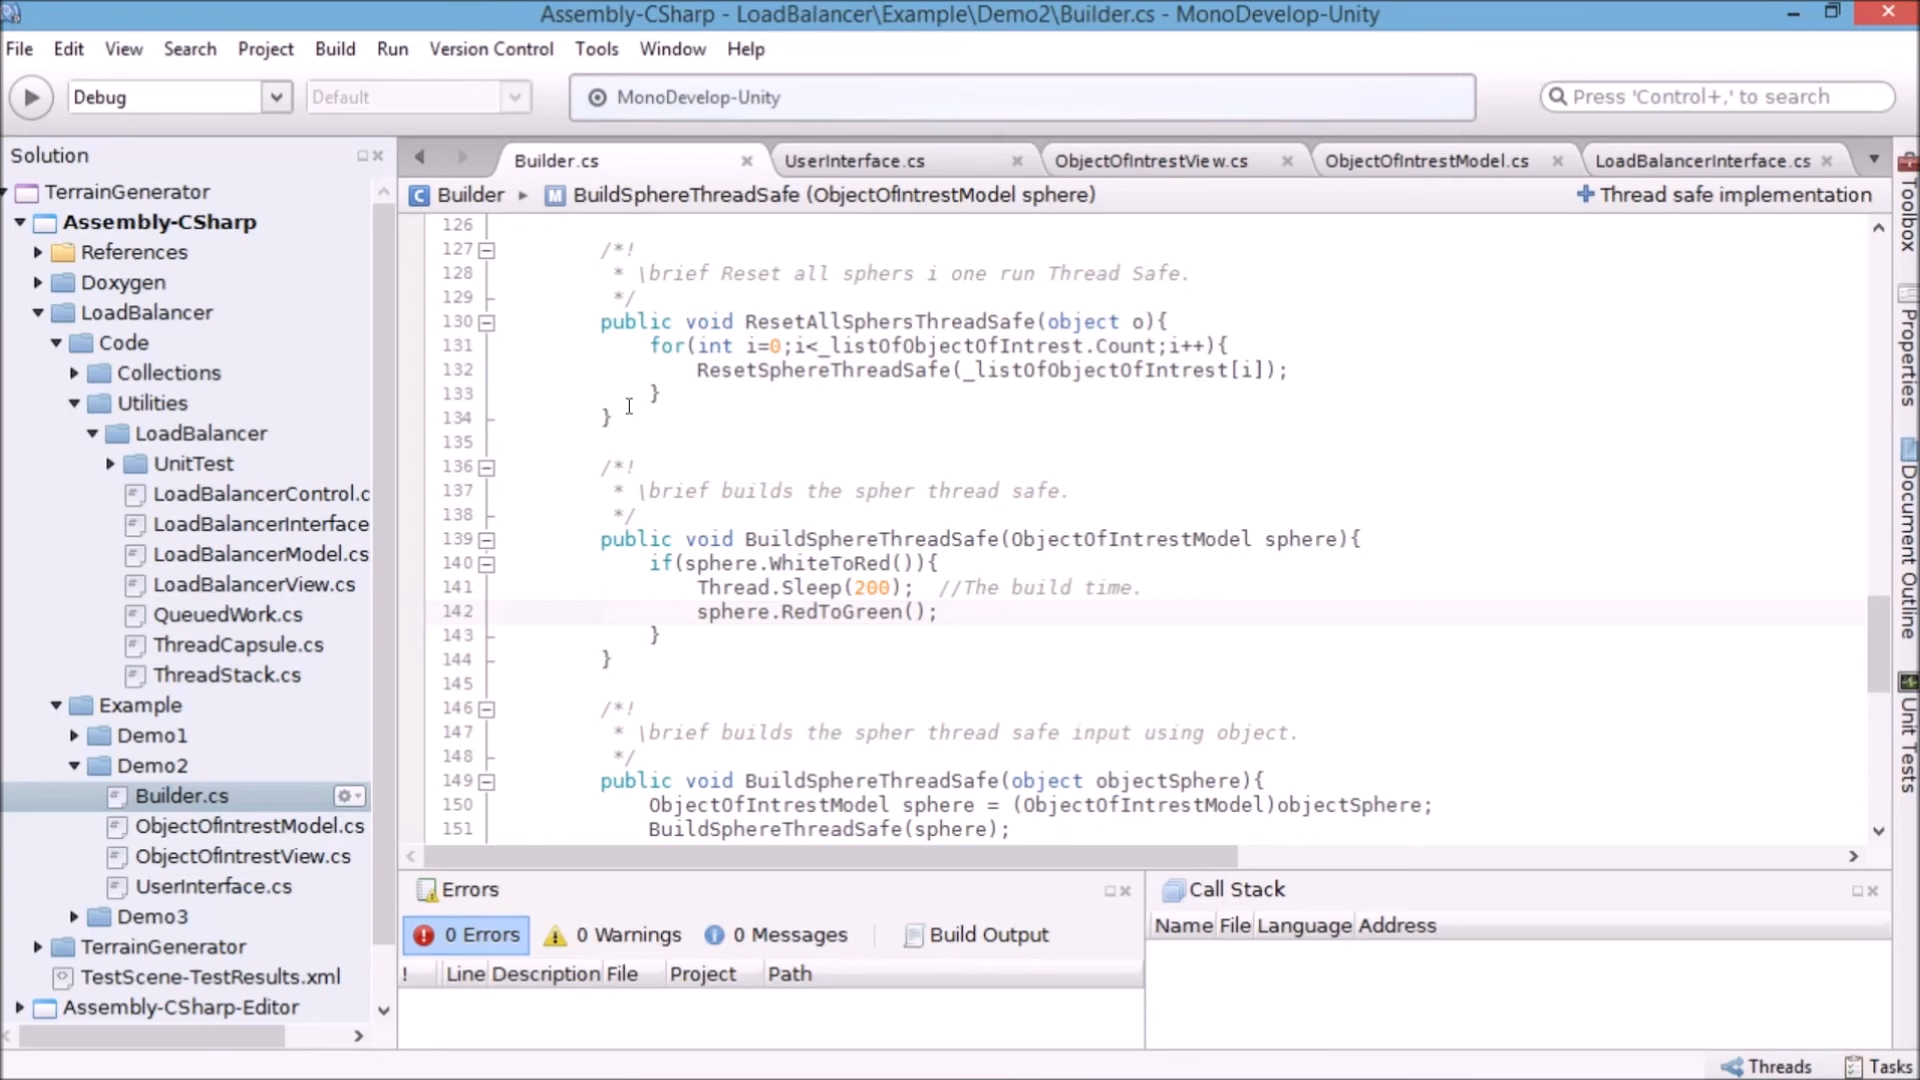 Assembly-CSharp - LoadBalancer\Example\Demo2\Builder.cs - MonoDevelop-Unity
File Edit View Search Project Build Run Version Control Tools Window Help
Debug Default MonoDevelop-Unity Press 'Control+,' to search
Solution
TerrainGenerator
Assembly-CSharp
References
Doxygen
LoadBalancer
Code
Collections
Utilities
LoadBalancer
UnitTest
LoadBalancerControl.c
LoadBalancerInterface
LoadBalancerModel.cs
LoadBalancerView.cs
QueuedWork.cs
ThreadCapsule.cs
ThreadStack.cs
Example
Demo1
Demo2
Builder.cs
ObjectOfIntrestModel.cs
ObjectOfIntrestView.cs
UserInterface.cs
Demo3
TerrainGenerator
TestScene-TestResults.xml
Assembly-CSharp-Editor
Builder.cs UserInterface.cs ObjectOfIntrestView.cs ObjectOfIntrestModel.cs LoadBalancerInterface.cs
Builder BuildSphereThreadSafe (ObjectOfIntrestModel sphere) Thread safe implementation
126
127 /*!
128 * \brief Reset all sphers i one run Thread Safe.
129 */
130 public void ResetAllSphersThreadSafe(object o){
131 for(int i=0;i<_listOfObjectOfIntrest.Count;i++){
132 ResetSphereThreadSafe(_listOfObjectOfIntrest[i]);
133 }
134 }
135
136 /*!
137 * \brief builds the spher thread safe.
138 */
139 public void BuildSphereThreadSafe(ObjectOfIntrestModel sphere){
140 if(sphere.WhiteToRed()){
141 Thread.Sleep(200); //The build time.
142 sphere.RedToGreen();
143 }
144 }
145
146 /*!
147 * \brief builds the spher thread safe input using object.
148 */
149 public void BuildSphereThreadSafe(object objectSphere){
150 ObjectOfIntrestModel sphere = (ObjectOfIntrestModel)objectSphere;
151 BuildSphereThreadSafe(sphere);
Errors
0 Errors 0 Warnings 0 Messages Build Output
! Line Description File Project Path
Call Stack
Name File Language Address
Toolbox
Properties
Document Outline
Unit Tests
Threads Tasks